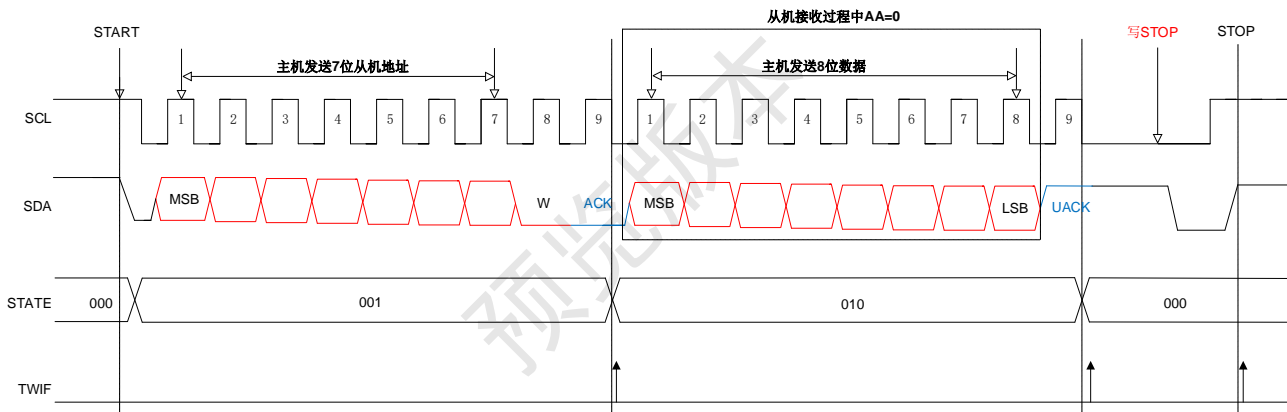 从机接收过程中AA=0
START
写STOP
STOP
主机发送7位从机地址
主机发送8位数据
SCL
1 2 3 4 5 6 7 8 9 1 2 3 4 5 6 7 8 9
SDA
MSB W ACK MSB LSB UACK
STATE
000 001 010 000
TWIF
预览版本